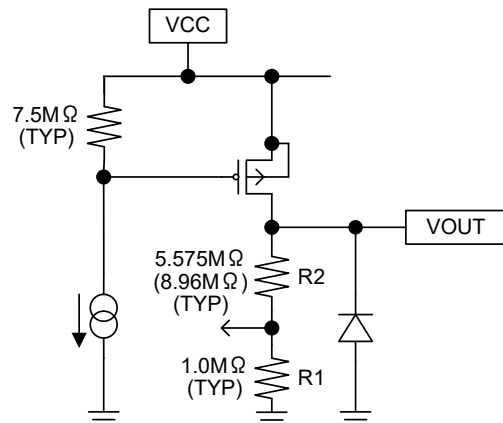 VCC
7.5MΩ
(TYP)
VOUT
5.575MΩ
(8.96MΩ)
(TYP)
R2
1.0MΩ
(TYP)
R1